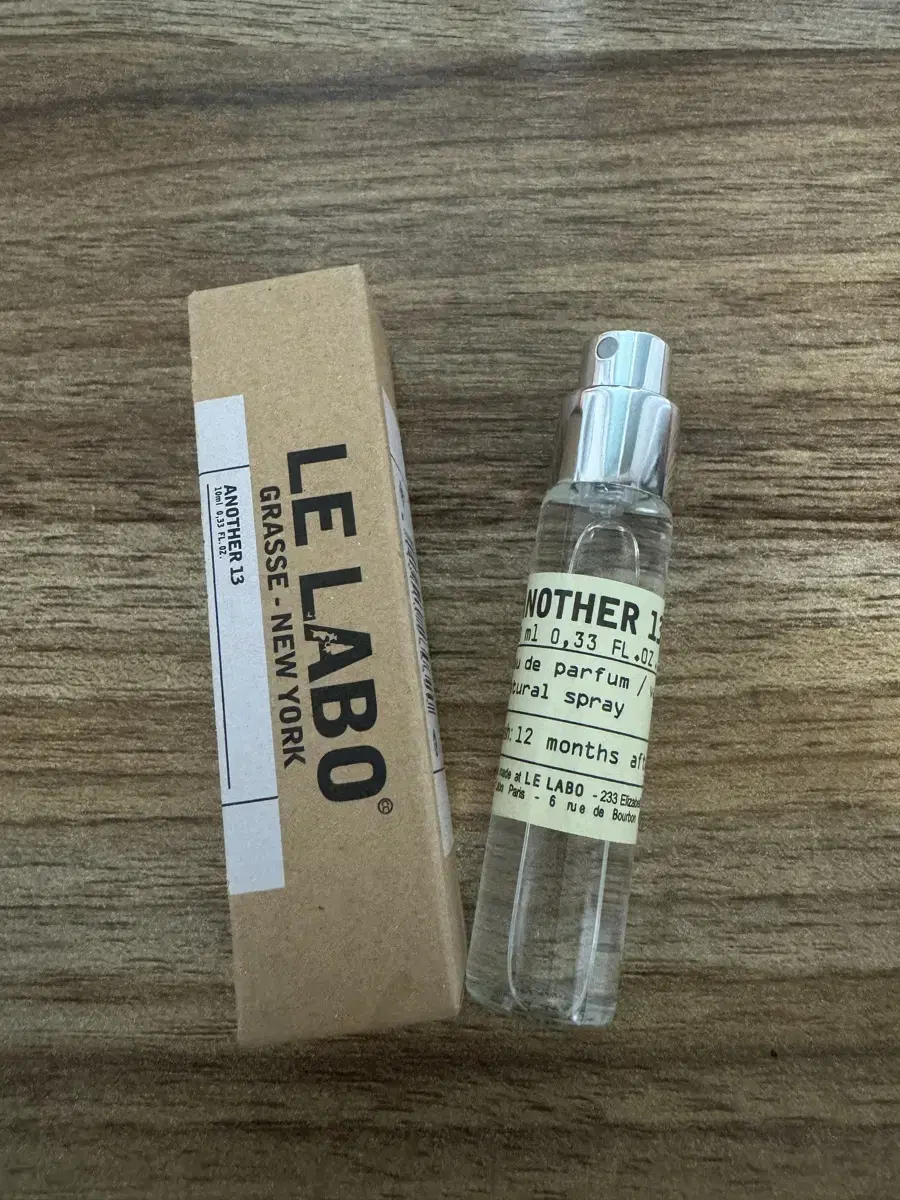 LE LABO®
GRASSE - NEW YORK
ANOTHER 13
10ml 0,33 FL.OZ.
NOTHER 13
ml 0,33 FL.OZ.
de parfum /
tural spray
12 months aft
made at LE LABO - 233 Elizabe
Paris - 6 rue de Bourbon